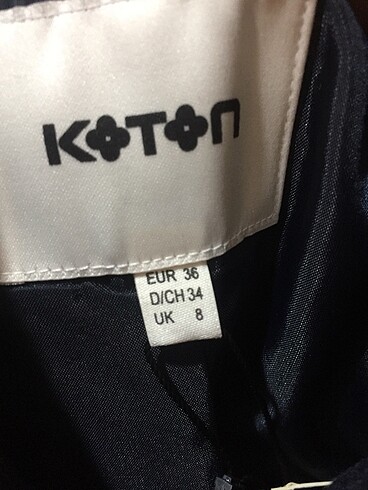 KOTON
EUR 36
D/CH 34
UK 8